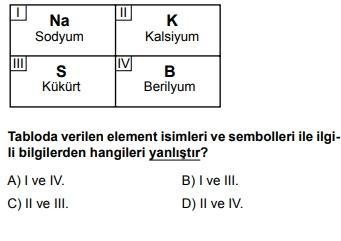 I Na II K
Sodyum Kalsiyum
III S IV B
Kükürt Berilyum
Tabloda verilen element isimleri ve sembolleri ile ilgi-
li bilgilerden hangileri yanlıştır?
A) I ve IV. B) I ve III.
C) II ve III. D) II ve IV.